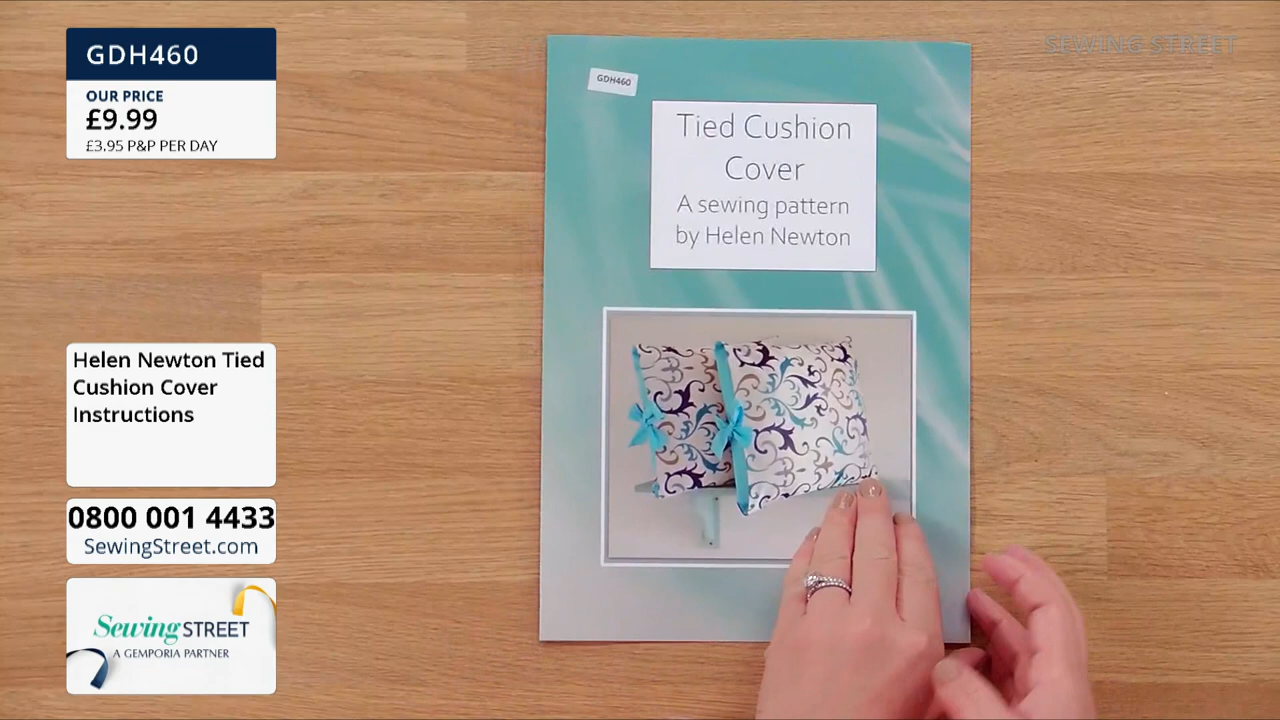 GDH460
OUR PRICE
£9.99
£3.95 P&P PER DAY
Helen Newton Tied
Cushion Cover
Instructions
0800 001 4433
SewingStreet.com
Sewing STREET
A GEMPORIA PARTNER
SEWING STREET
GDH460
Tied Cushion
Cover
A sewing pattern
by Helen Newton